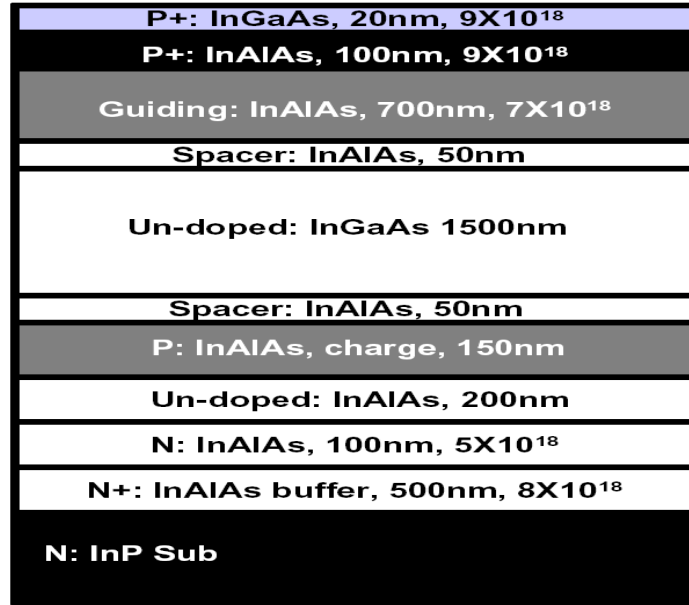 P+: InGaAs, 20nm, 9X10¹⁸
P+: InAlAs, 100nm, 9X10¹⁸
Guiding: InAlAs, 700nm, 7X10¹⁸
Spacer: InAlAs, 50nm
Un-doped: InGaAs 1500nm
Spacer: InAlAs, 50nm
P: InAlAs, charge, 150nm
Un-doped: InAlAs, 200nm
N: InAlAs, 100nm, 5X10¹⁸
N+: InAlAs buffer, 500nm, 8X10¹⁸
N: InP Sub